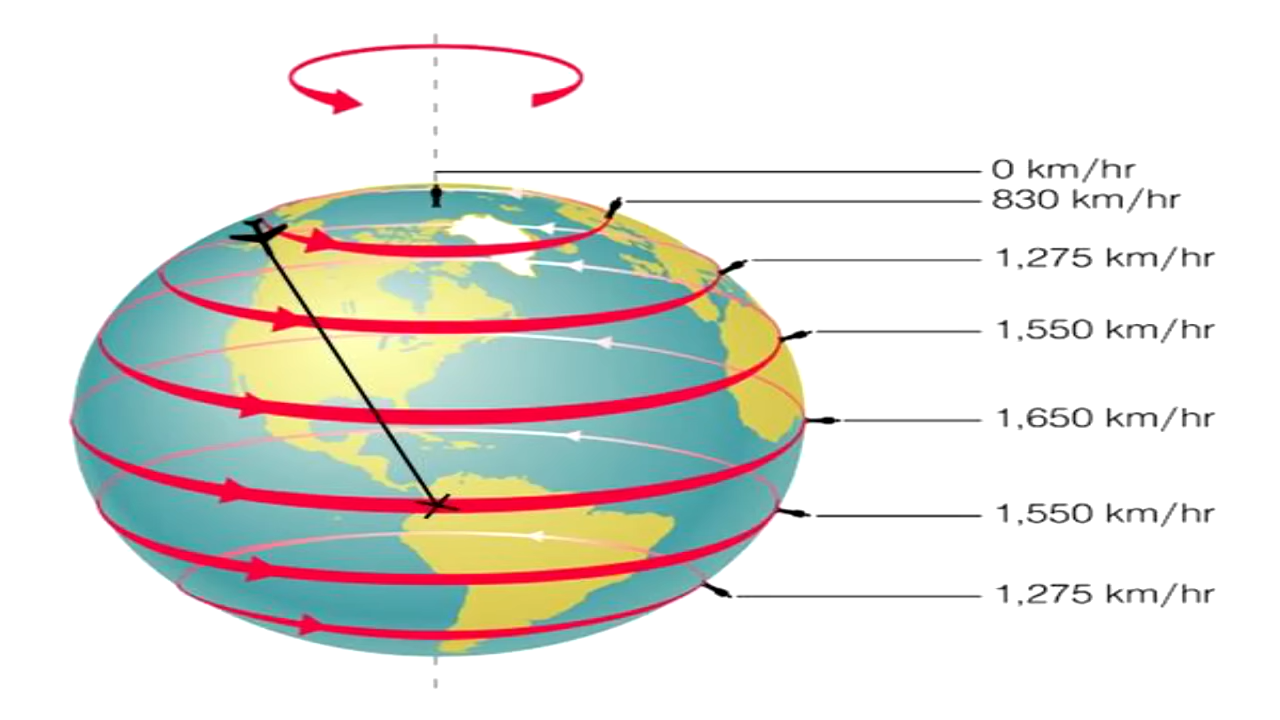 0 km/hr
830 km/hr
1,275 km/hr
1,550 km/hr
1,650 km/hr
1,550 km/hr
1,275 km/hr